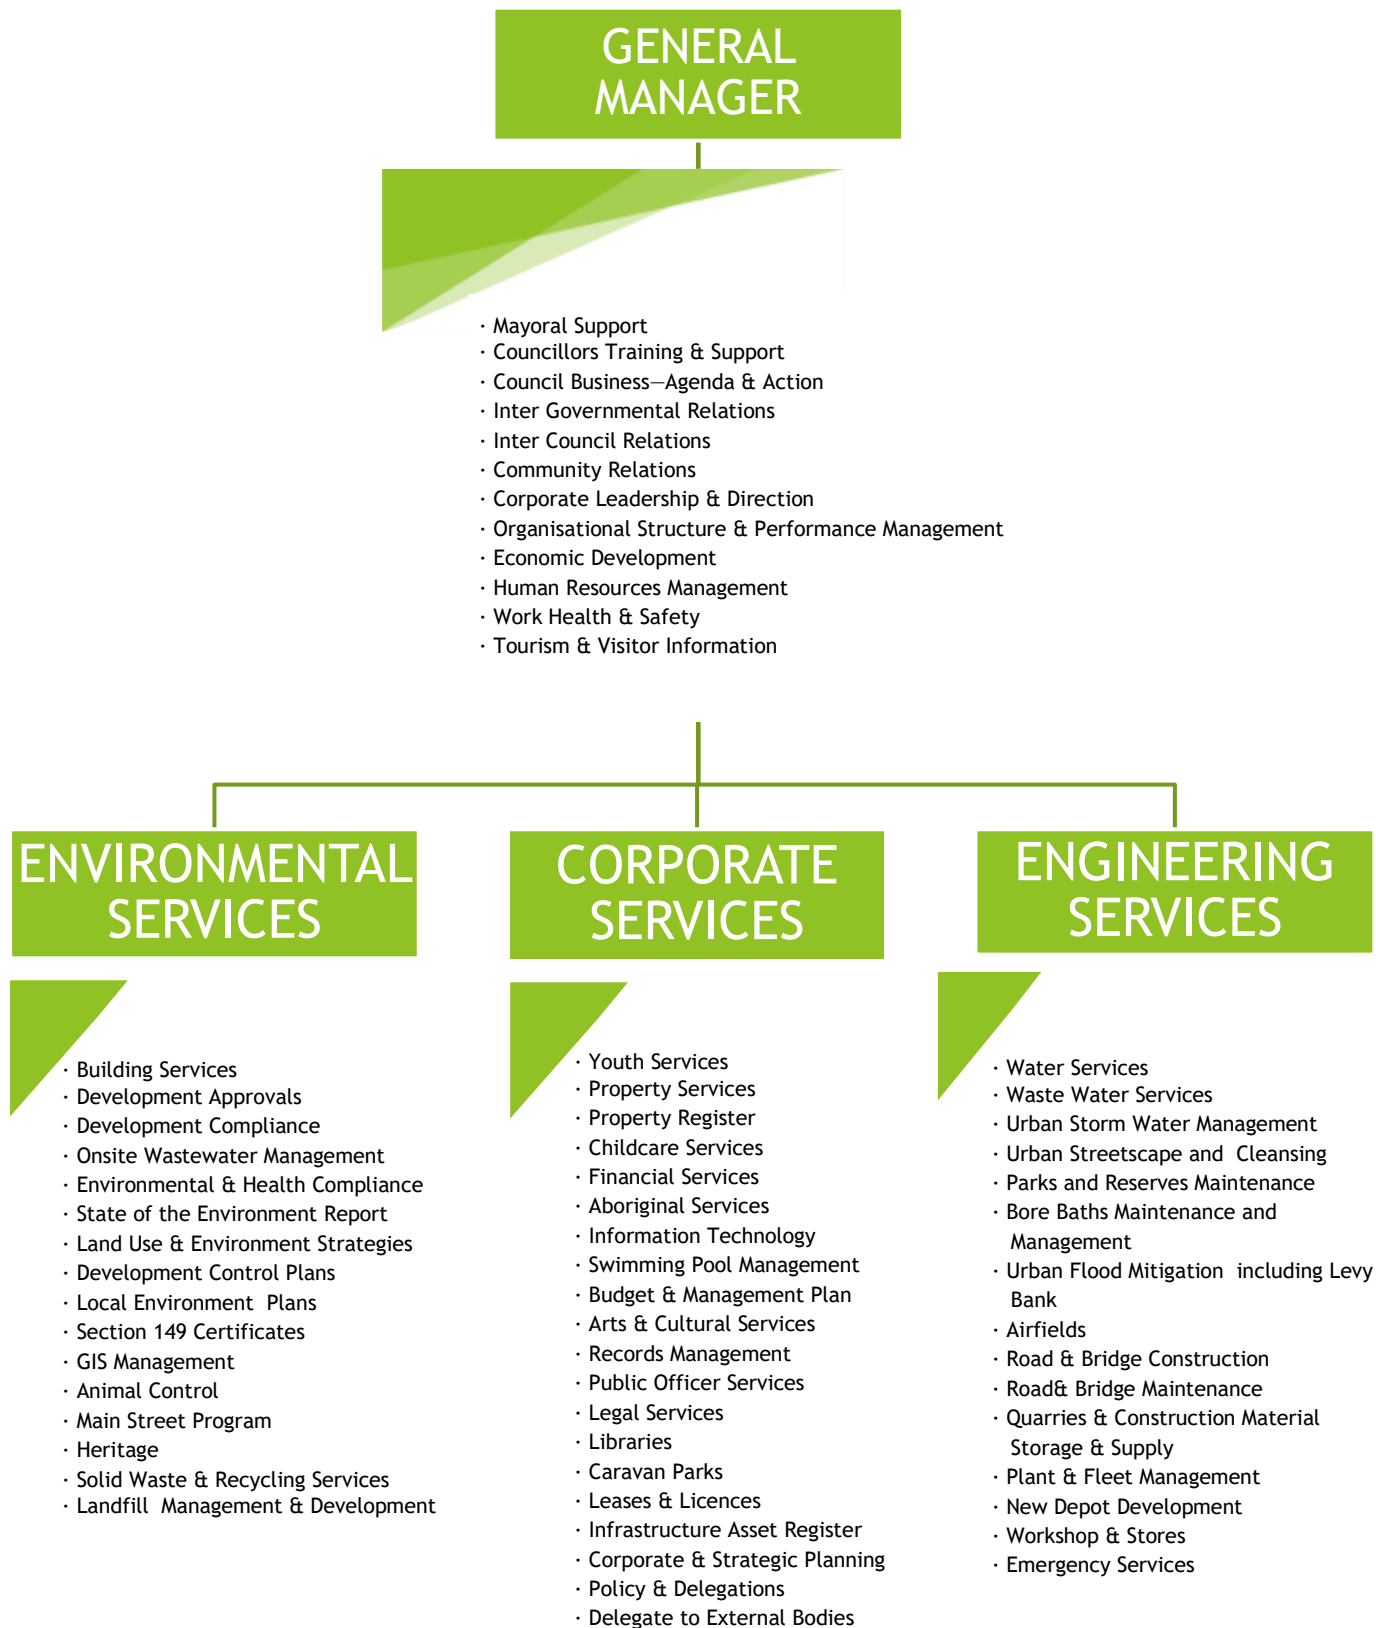 GENERAL
MANAGER
· Mayoral Support
· Councillors Training & Support
· Council Business—Agenda & Action
· Inter Governmental Relations
· Inter Council Relations
· Community Relations
· Corporate Leadership & Direction
· Organisational Structure & Performance Management
· Economic Development
· Human Resources Management
· Work Health & Safety
· Tourism & Visitor Information
ENVIRONMENTAL
SERVICES
· Building Services
· Development Approvals
· Development Compliance
· Onsite Wastewater Management
· Environmental & Health Compliance
· State of the Environment Report
· Land Use & Environment Strategies
· Development Control Plans
· Local Environment  Plans
· Section 149 Certificates
· GIS Management
· Animal Control
· Main Street Program
· Heritage
· Solid Waste & Recycling Services
· Landfill  Management & Development
CORPORATE
SERVICES
· Youth Services
· Property Services
· Property Register
· Childcare Services
· Financial Services
· Aboriginal Services
· Information Technology
· Swimming Pool Management
· Budget & Management Plan
· Arts & Cultural Services
· Records Management
· Public Officer Services
· Legal Services
· Libraries
· Caravan Parks
· Leases & Licences
· Infrastructure Asset Register
· Corporate & Strategic Planning
· Policy & Delegations
· Delegate to External Bodies
ENGINEERING
SERVICES
· Water Services
· Waste Water Services
· Urban Storm Water Management
· Urban Streetscape and  Cleansing
· Parks and Reserves Maintenance
· Bore Baths Maintenance and
Management
· Urban Flood Mitigation  including Levy
Bank
· Airfields
· Road & Bridge Construction
· Road& Bridge Maintenance
· Quarries & Construction Material
Storage & Supply
· Plant & Fleet Management
· New Depot Development
· Workshop & Stores
· Emergency Services